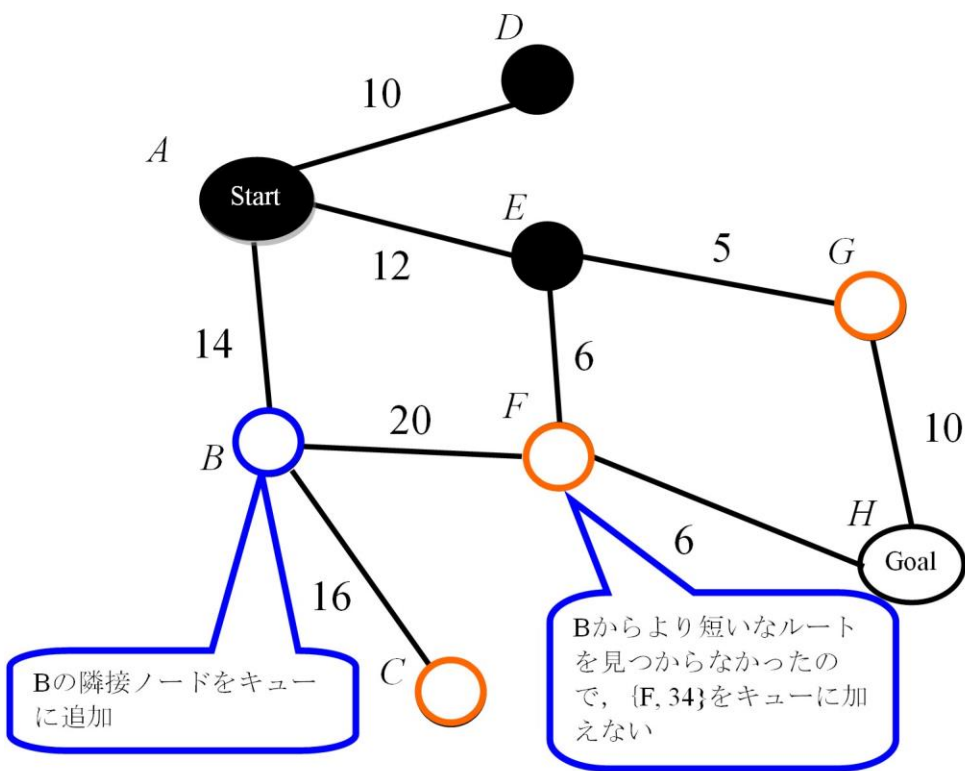 D
10
A
Start
E
5
G
12
14
6
F
20
10
B
H
6
Goal
16
Bからより短いなルート
を見つからなかったの
で，{F, 34}をキューに加
えない
Bの隣接ノードをキュー
に追加
C